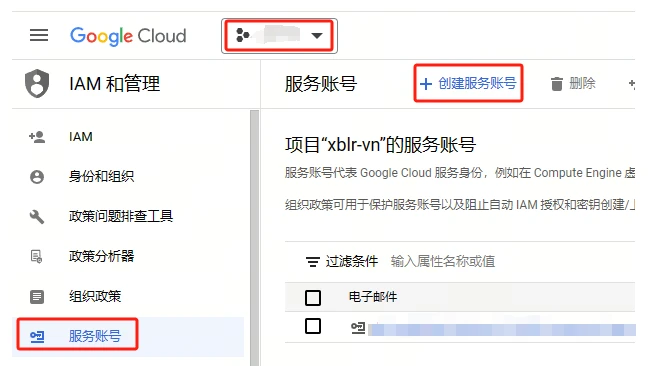 Google Cloud
IAM 和管理
服务账号
创建服务账号
删除
IAM
项目“xblr-vn”的服务账号
身份和组织
服务账号代表 Google Cloud 服务身份，例如在 Compute Engine 虚
政策问题排查工具
组织政策可用于保护服务账号以及阻止自动 IAM 授权和密钥创建/上
政策分析器
过滤条件 输入属性名称或值
组织政策
电子邮件
服务账号